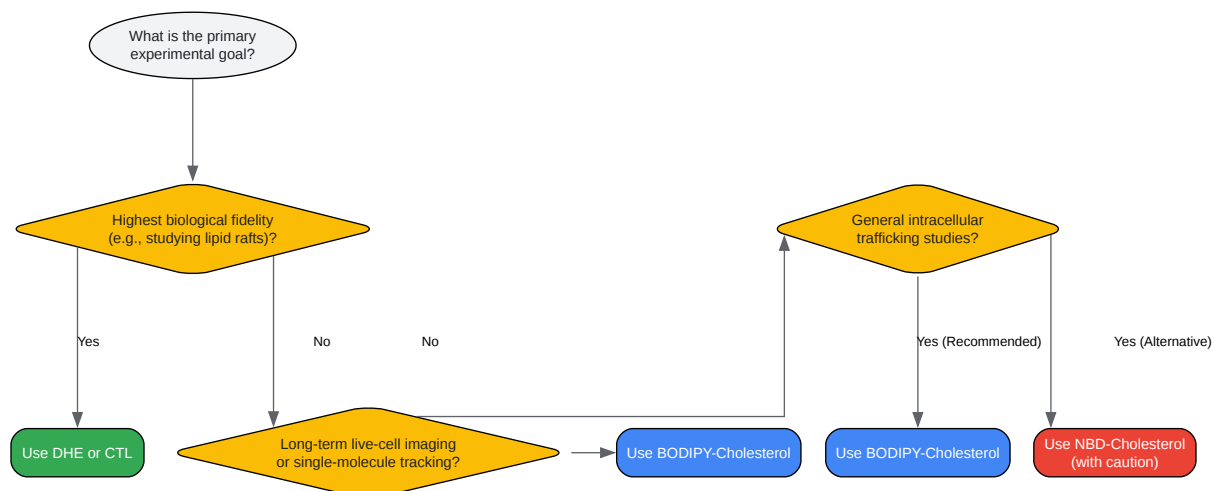 What is the primary
experimental goal?
Highest biological fidelity
(e.g., studying lipid rafts)?
General intracellular
trafficking studies?
Yes
No
No
Yes (Recommended)
Yes (Alternative)
Use DHE or CTL
Long-term live-cell imaging
or single-molecule tracking?
Use BODIPY-Cholesterol
Use BODIPY-Cholesterol
Use NBD-Cholesterol
(with caution)